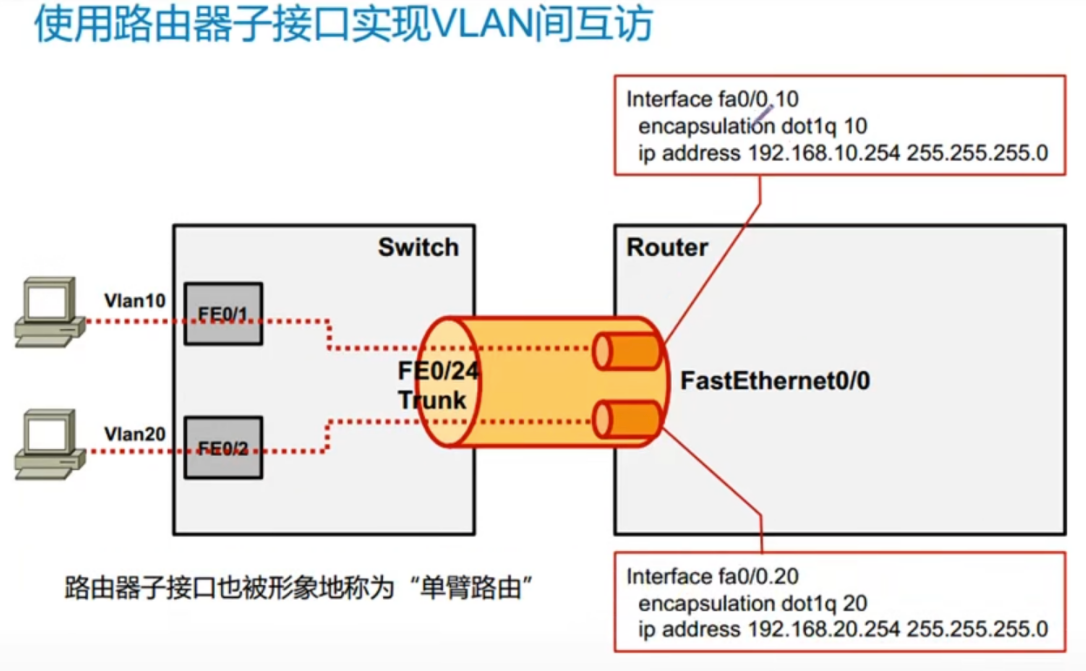 使用路由器子接口实现VLAN间互访
Interface fa0/0.10
encapsulation dot1q 10
ip address 192.168.10.254 255.255.255.0
Switch
Router
Vlan10
FE0/1
FE0/24
Trunk
FastEthernet0/0
Vlan20
FE0/2
路由器子接口也被形象地称为“单臂路由”
Interface fa0/0.20
encapsulation dot1q 20
ip address 192.168.20.254 255.255.255.0